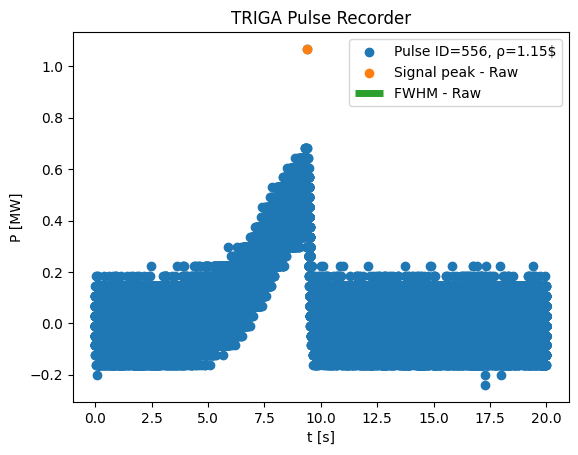 TRIGA Pulse Recorder
Pulse ID=556, ρ=1.15$
Signal peak - Raw
FWHM - Raw
P [MW]
1.0
0.8
0.6
0.4
0.2
0.0
−0.2
0.0 2.5 5.0 7.5 10.0 12.5 15.0 17.5 20.0
t [s]